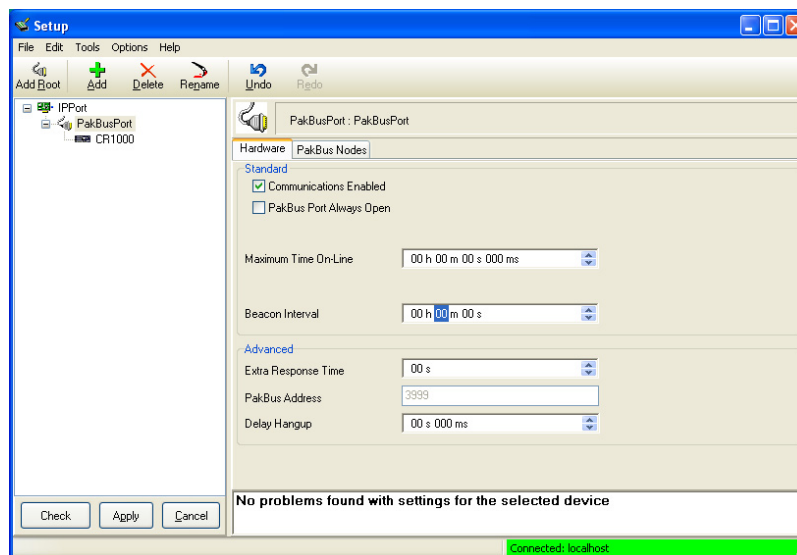 Setup
File Edit Tools Options Help
Add Root Add Delete Rename Undo Redo
IPPort
PakBusPort
CR1000
PakBusPort : PakBusPort
Hardware PakBus Nodes
Standard
Communications Enabled
PakBus Port Always Open
Maximum Time On-Line 00 h 00 m 00 s 000 ms
Beacon Interval 00 h 00 m 00 s
Advanced
Extra Response Time 00 s
PakBus Address 3999
Delay Hangup 00 s 000 ms
No problems found with settings for the selected device
Check Apply Cancel
Connected: localhost